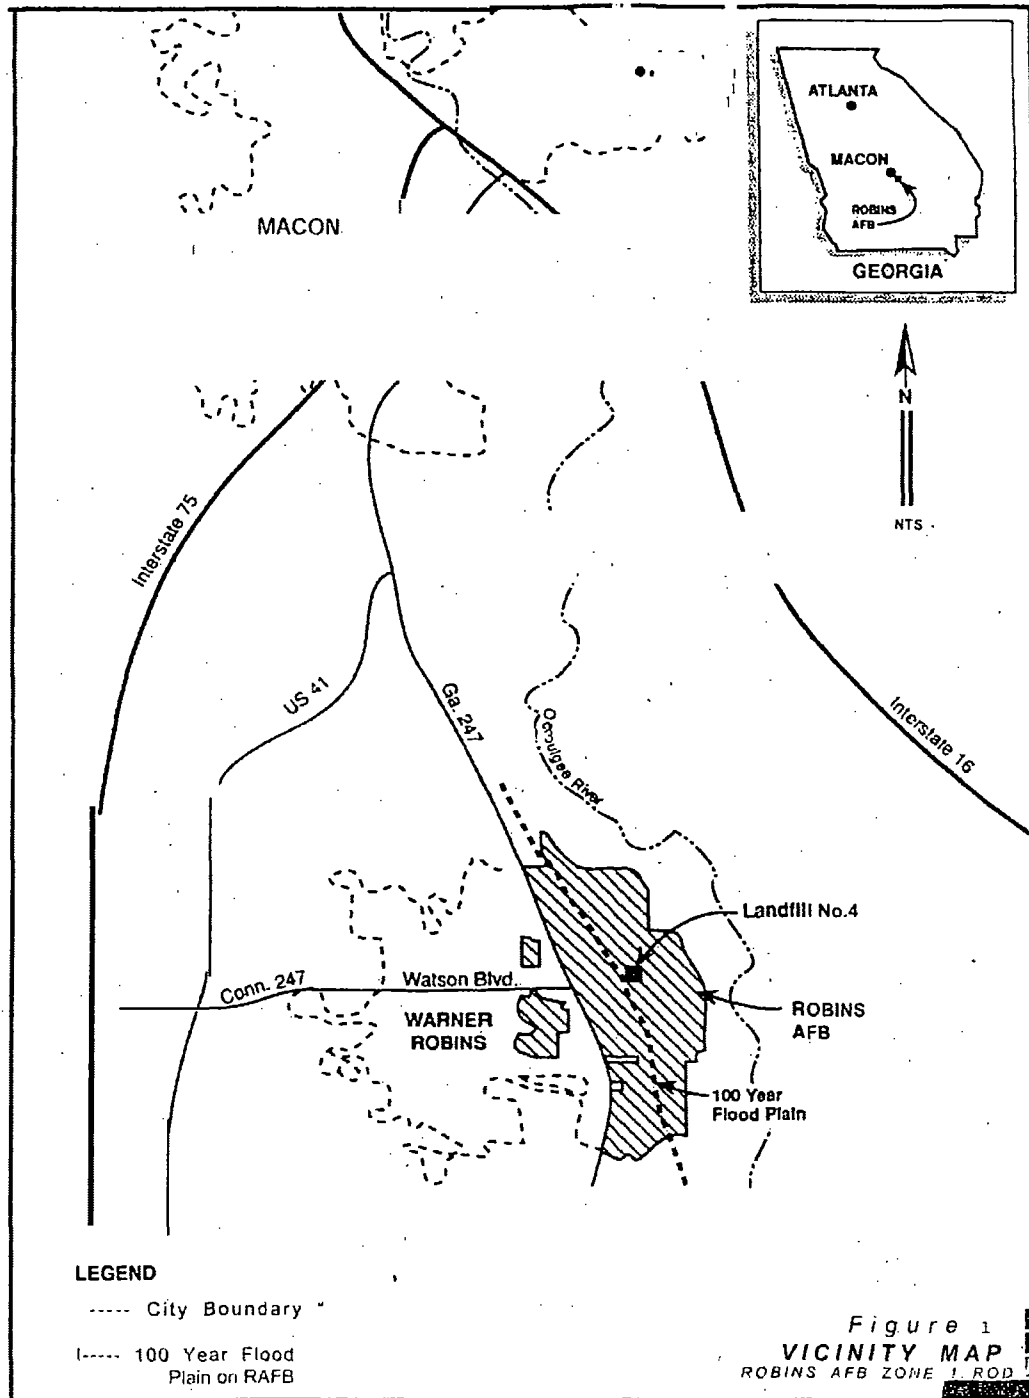 ATLANTA
MACON
ROBINS
AFB
GEORGIA
MACON
N
NTS
Interstate 75
US 41
Ga. 247
Ocmulgee River
Interstate 16
Landfill No.4
Conn. 247
Watson Blvd.
WARNER
ROBINS
ROBINS
AFB
100 Year
Flood Plain
LEGEND
----- City Boundary
----- 100 Year Flood
Plain on RAFB
Figure 1
VICINITY MAP
ROBINS AFB ZONE 1. ROD